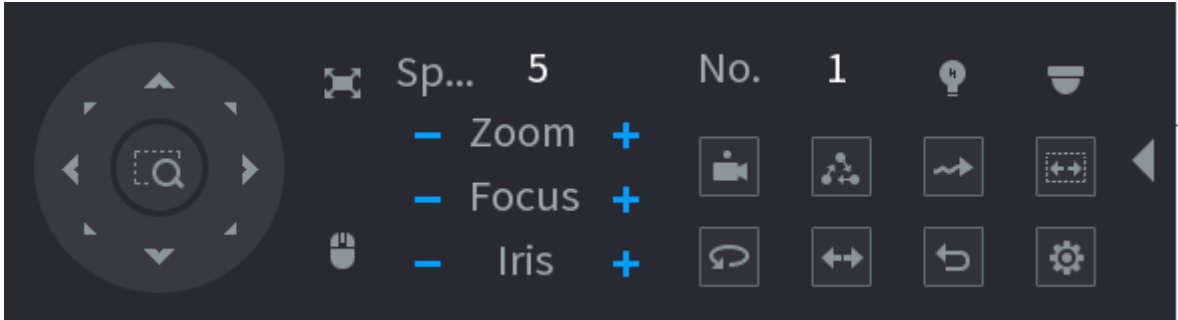 Sp... 5 No. 1
− Zoom +
− Focus +
− Iris +